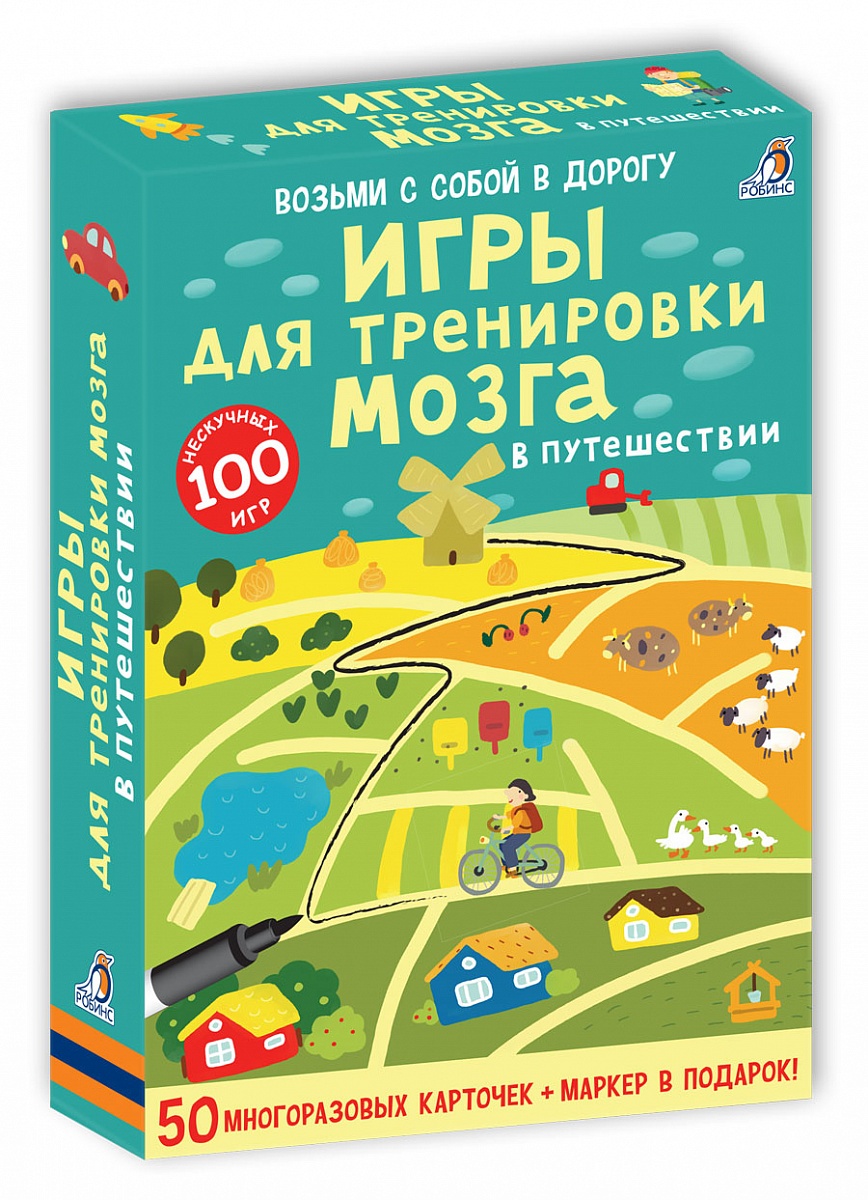 ИГРЫ
ДЛЯ ТРЕНИРОВКИ
МОЗГА В ПУТЕШЕСТВИИ
ВОЗЬМИ С СОБОЙ В ДОРОГУ
РОБИНС
ИГРЫ
ДЛЯ ТРЕНИРОВКИ
МОЗГА
В ПУТЕШЕСТВИИ
НЕСКУЧНЫХ
100
ИГР
50 МНОГОРАЗОВЫХ КАРТОЧЕК + МАРКЕР В ПОДАРОК!
ИГРЫ
ДЛЯ ТРЕНИРОВКИ МОЗГА
В ПУТЕШЕСТВИИ
РОБИНС